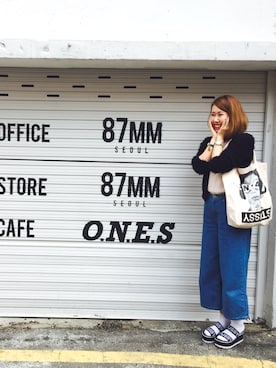 OFFICE 87MM
SEOUL
STORE 87MM
SEOUL
CAFE O.N.E.S
STÜSSY